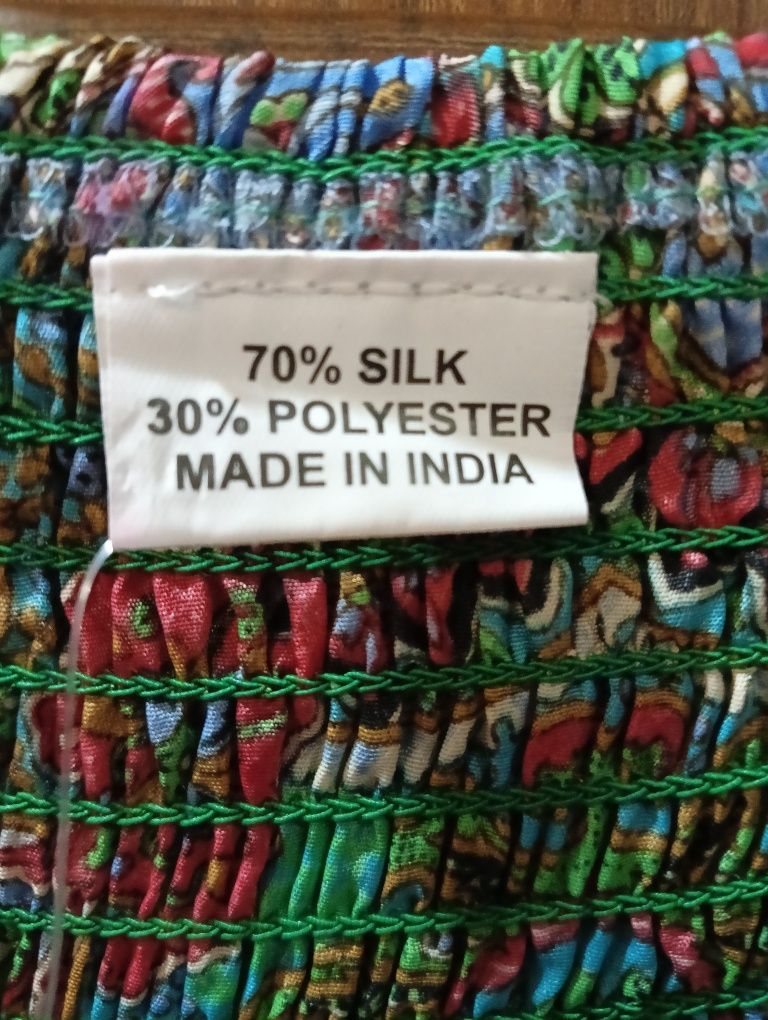 70% SILK
30% POLYESTER
MADE IN INDIA